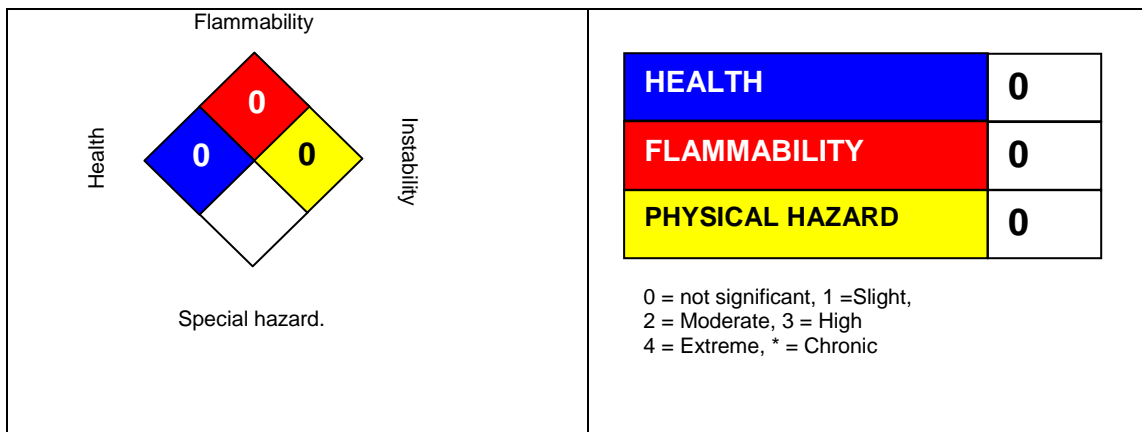 Flammability
0
Health
0
0
Instability
Special hazard.
HEALTH 0
FLAMMABILITY 0
PHYSICAL HAZARD 0
0 = not significant, 1 =Slight,
2 = Moderate, 3 = High
4 = Extreme, * = Chronic